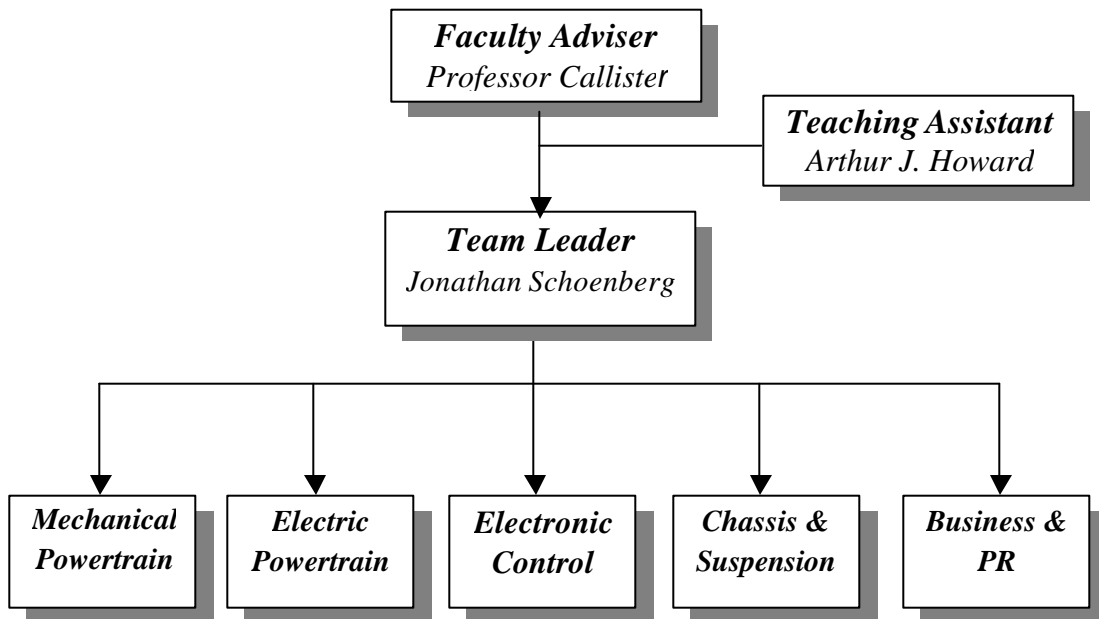 Faculty Adviser
Professor Callister
Teaching Assistant
Arthur J. Howard
Team Leader
Jonathan Schoenberg
Mechanical
Powertrain
Electric
Powertrain
Electronic
Control
Chassis &
Suspension
Business &
PR